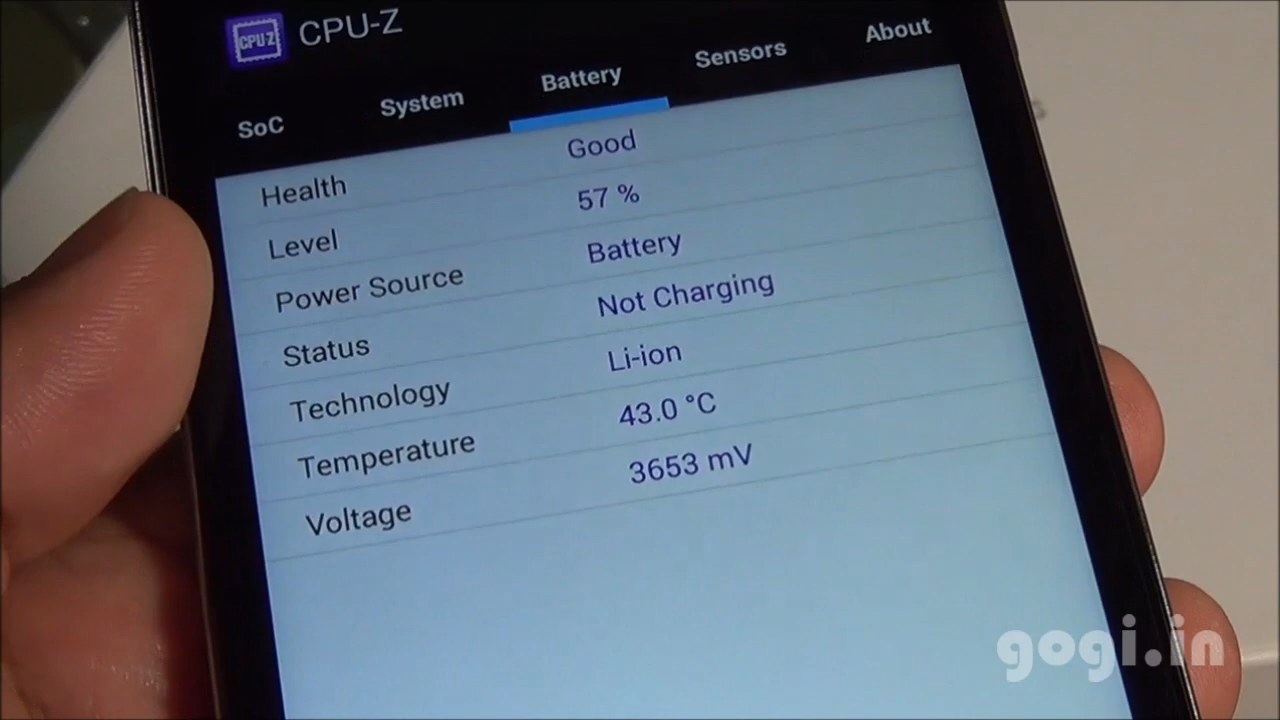 CPU-Z CPU-Z
SoC System Battery Sensors About
Health Good
Level 57 %
Power Source Battery
Status Not Charging
Technology Li-ion
Temperature 43.0 °C
Voltage 3653 mV
gogi.in